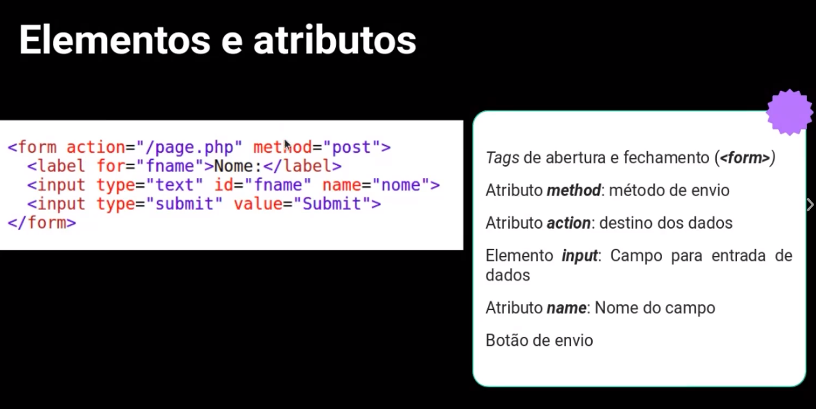 Elementos e atributos
<form action="/page.php" method="post">
<label for="fname">Nome:</label>
<input type="text" id="fname" name="nome">
<input type="submit" value="Submit">
</form>
Tags de abertura e fechamento (<form>)
Atributo method: método de envio
Atributo action: destino dos dados
Elemento input: Campo para entrada de
dados
Atributo name: Nome do campo
Botão de envio